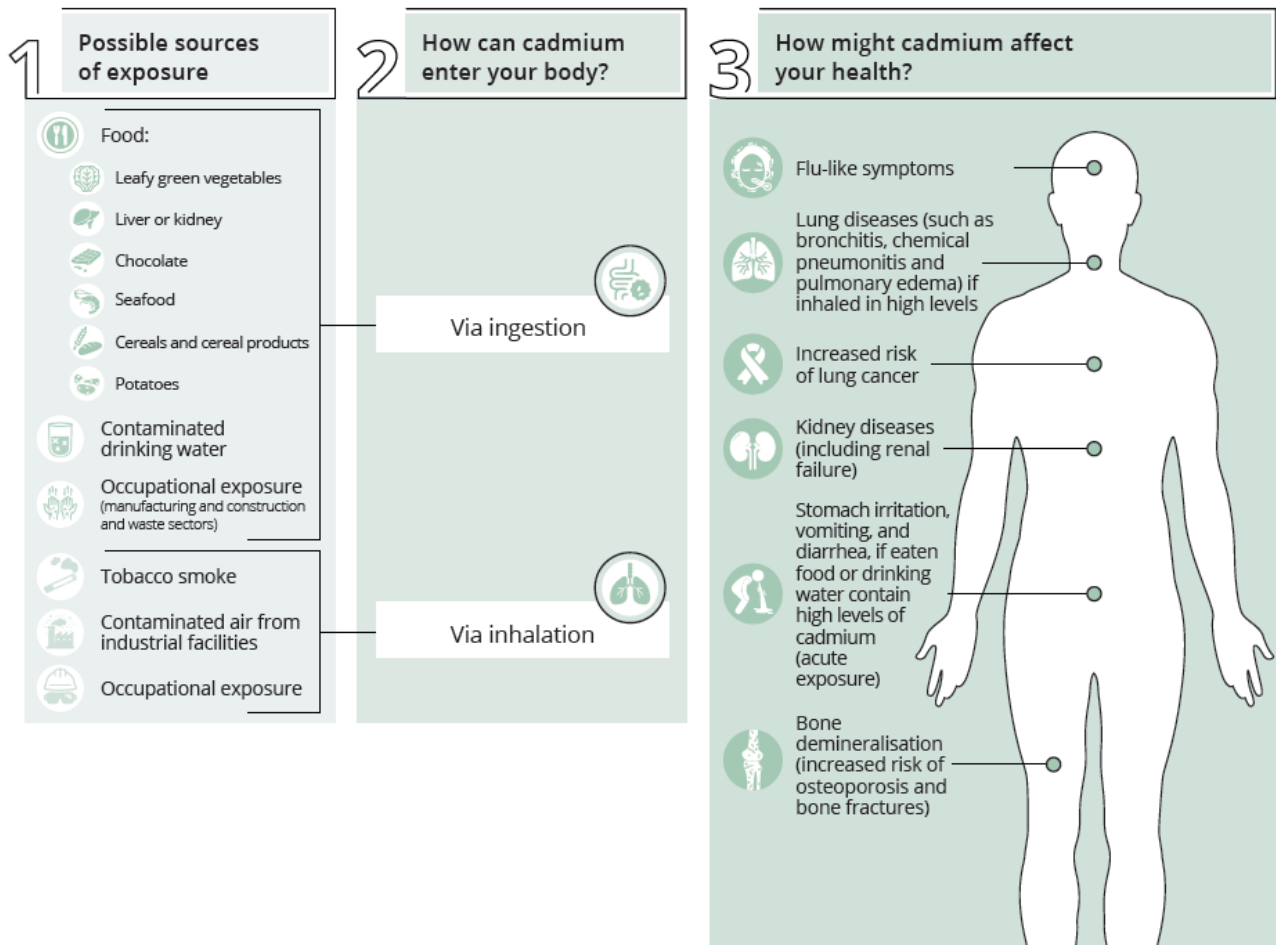 1
Possible sources
of exposure
Food:
Leafy green vegetables
Liver or kidney
Chocolate
Seafood
Cereals and cereal products
Potatoes
Contaminated
drinking water
Occupational exposure
(manufacturing and construction
and waste sectors)
Tobacco smoke
Contaminated air from
industrial facilities
Occupational exposure
2
How can cadmium
enter your body?
Via ingestion
Via inhalation
3
How might cadmium affect
your health?
Flu-like symptoms
Lung diseases (such as
bronchitis, chemical
pneumonitis and
pulmonary edema) if
inhaled in high levels
Increased risk
of lung cancer
Kidney diseases
(including renal
failure)
Stomach irritation,
vomiting, and
diarrhea, if eaten
food or drinking
water contain
high levels of
cadmium
(acute
exposure)
Bone
demineralisation
(increased risk of
osteoporosis and
bone fractures)